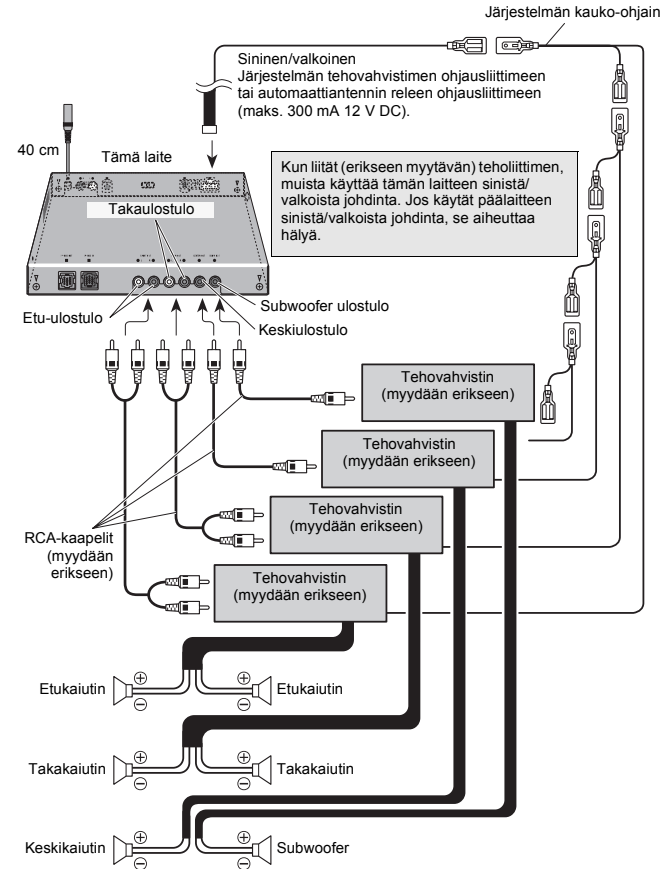 Järjestelmän kauko-ohjain
Sininen/valkoinen
Järjestelmän tehovahvistimen ohjausliittimeen
tai automaattiantennin releen ohjausliittimeen
(maks. 300 mA 12 V DC).
40 cm
Tämä laite
Kun liität (erikseen myytävän) teholiittimen,
muista käyttää tämän laitteen sinistä/
valkoista johdinta. Jos käytät päälaitteen
sinistä/valkoista johdinta, se aiheuttaa
hälyä.
Takaulostulo
Etu-ulostulo
Subwoofer ulostulo
Keskiulostulo
Tehovahvistin
(myydään erikseen)
Tehovahvistin
(myydään erikseen)
Tehovahvistin
(myydään erikseen)
RCA-kaapelit
(myydään
erikseen)
Tehovahvistin
(myydään erikseen)
Etukaiutin
Etukaiutin
Takakaiutin
Takakaiutin
Keskikaiutin
Subwoofer